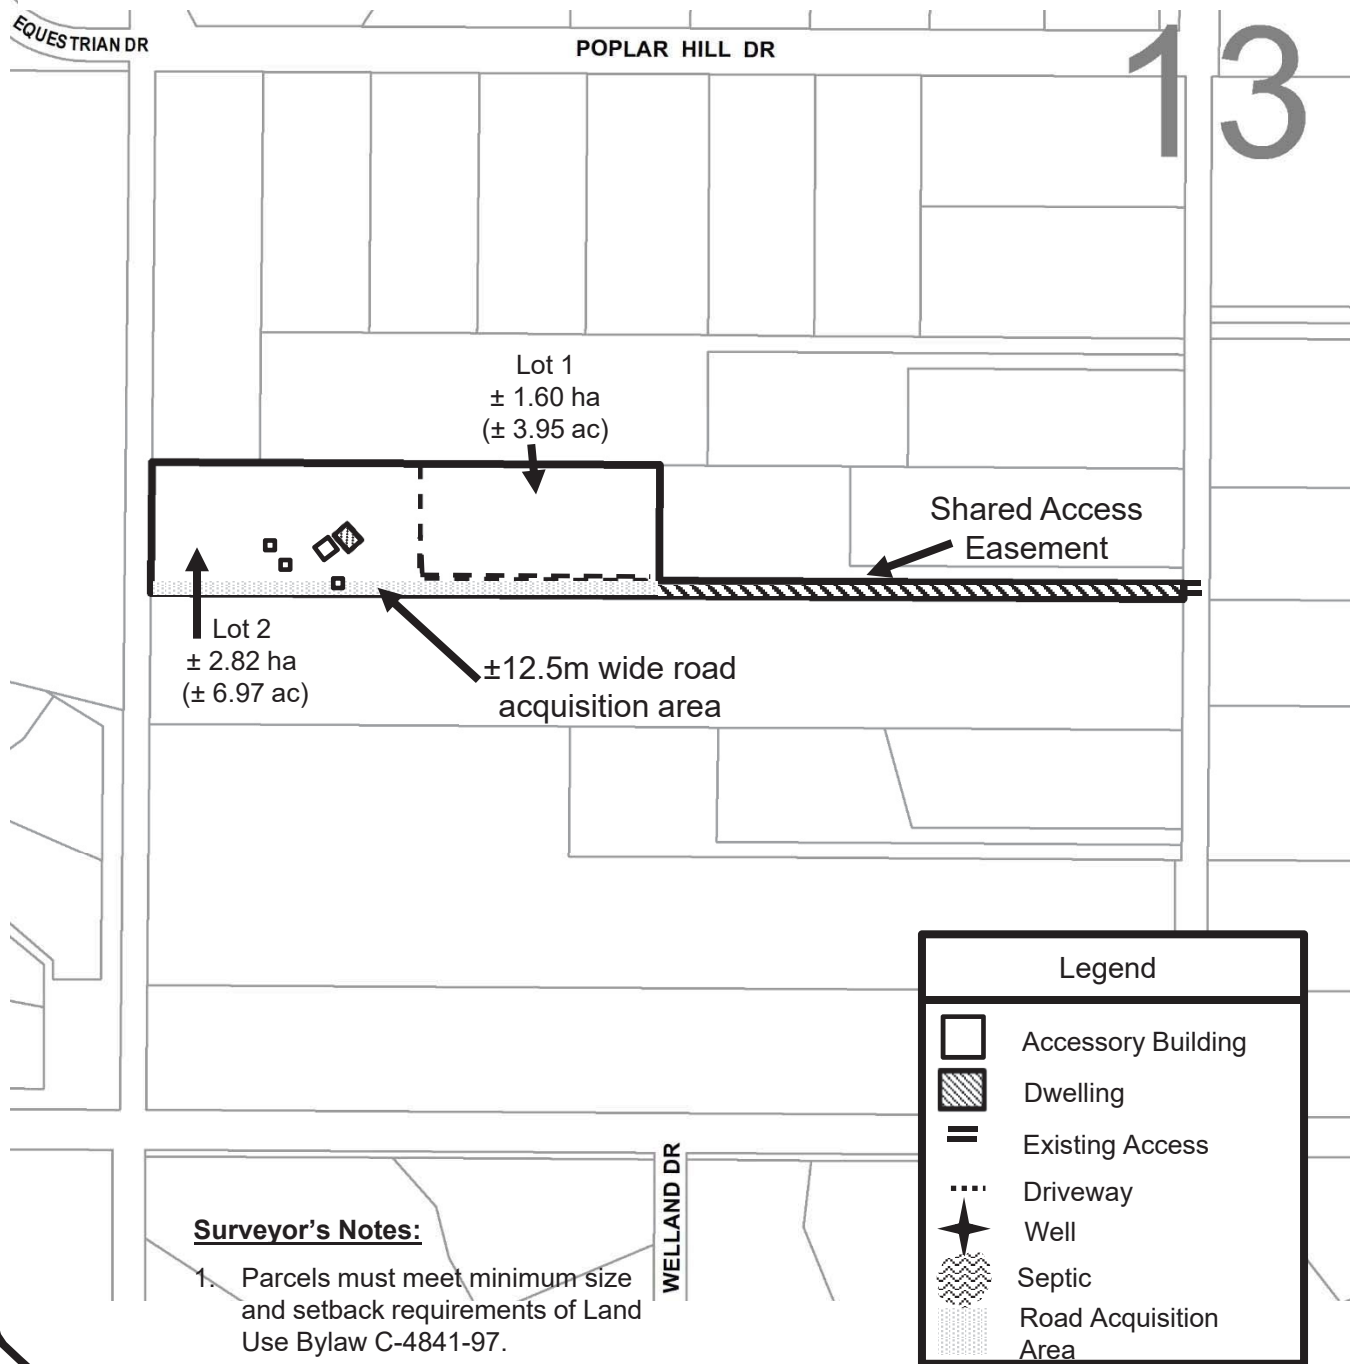 EQUESTRIAN DR
POPLAR HILL DR
13
Lot 1
± 1.60 ha
(± 3.95 ac)
Shared Access
Easement
Lot 2
± 2.82 ha
(± 6.97 ac)
±12.5m wide road
acquisition area
Legend
Accessory Building
Dwelling
Existing Access
Driveway
Well
Septic
Road Acquisition
Area
WELLAND DR
Surveyor's Notes:
1. Parcels must meet minimum size
and setback requirements of Land
Use Bylaw C-4841-97.